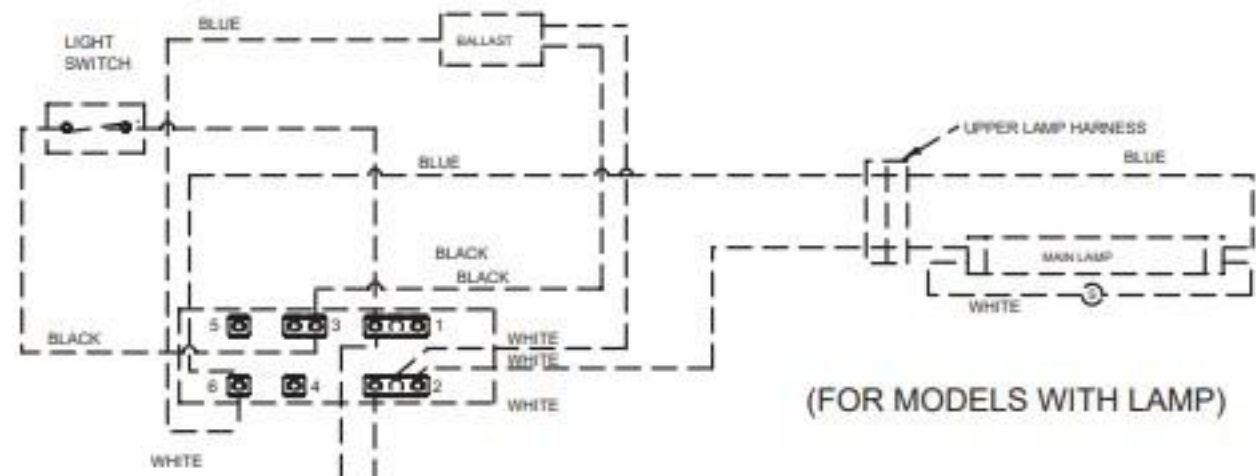 BLUE
BALLAST
LIGHT
SWITCH
UPPER LAMP HARNESS
BLUE
BLUE
BLACK
BLACK
MAIN LAMP
S
WHITE
5
3
1
BLACK
WHITE
WHITE
6
4
2
WHITE
(FOR MODELS WITH LAMP)
WHITE